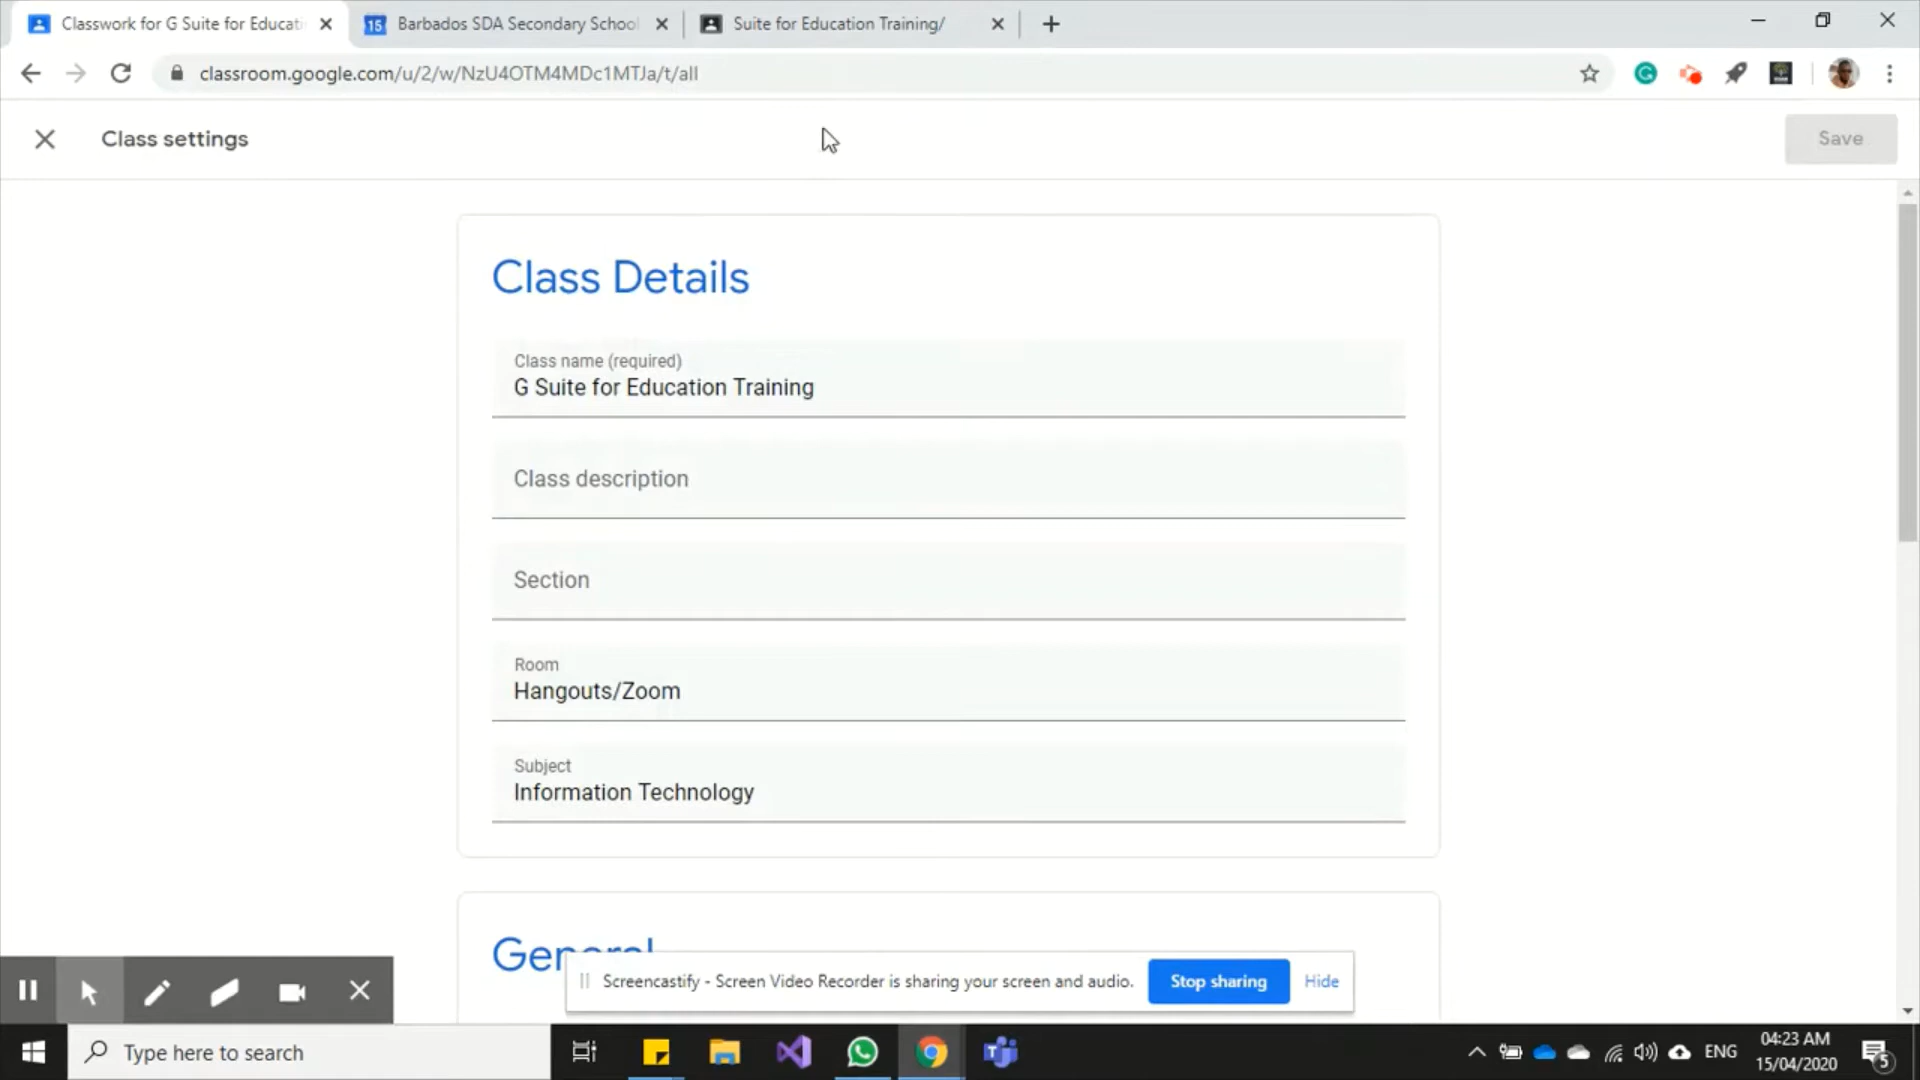 Classwork for G Suite for Educati
15
Barbados SDA Secondary School
Suite for Education Training/
classroom.google.com/u/2/w/NzU4OTM4MDc1MTJa/t/all
Class settings
Save
Class Details
Class name (required)
G Suite for Education Training
Class description
Section
Room
Hangouts/Zoom
Subject
Information Technology
General
Screencastify - Screen Video Recorder is sharing your screen and audio.
Stop sharing
Hide
Type here to search
ENG
04:23 AM
15/04/2020
5